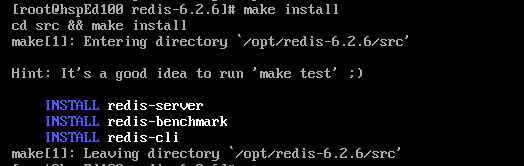 [root@hspEd100 redis-6.2.6]# make install
cd src && make install
make[1]: Entering directory `/opt/redis-6.2.6/src'
Hint: It's a good idea to run 'make test' ;)
INSTALL redis-server
INSTALL redis-benchmark
INSTALL redis-cli
make[1]: Leaving directory `/opt/redis-6.2.6/src'